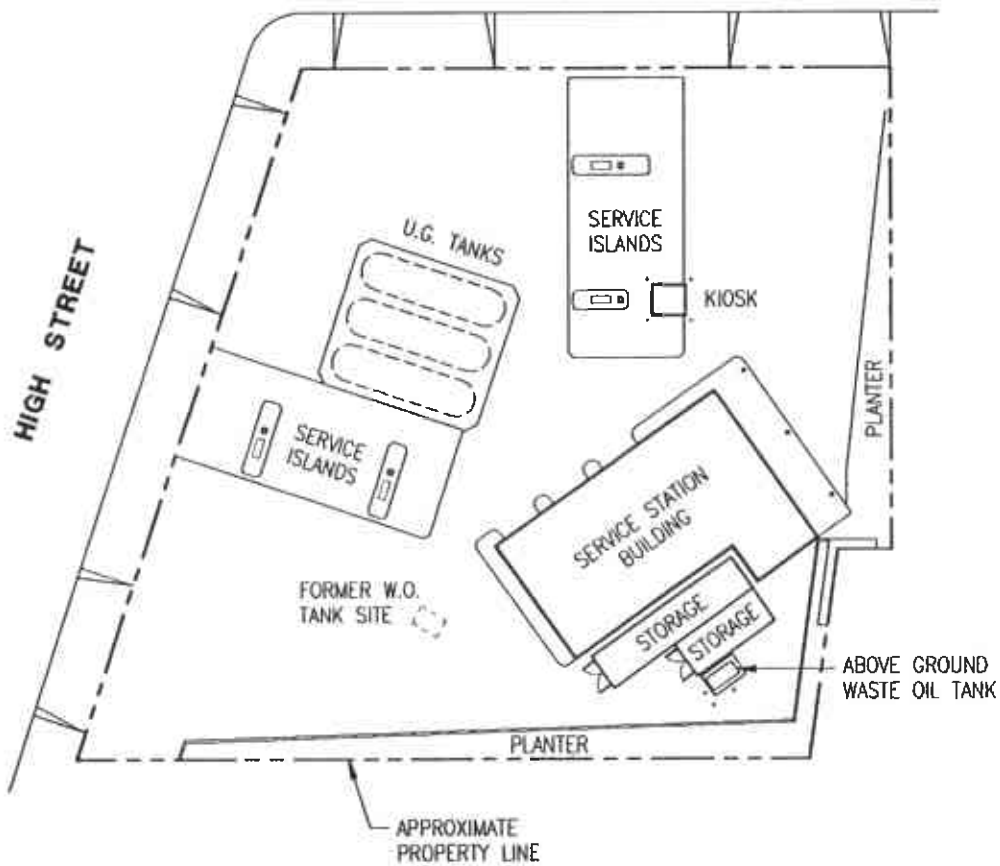 U.G. TANKS
SERVICE
ISLANDS
KIOSK
HIGH STREET
PLANTER
SERVICE
ISLANDS
SERVICE STATION
BUILDING
FORMER W.O.
TANK SITE
STORAGE
STORAGE
ABOVE GROUND
WASTE OIL TANK
PLANTER
APPROXIMATE
PROPERTY LINE